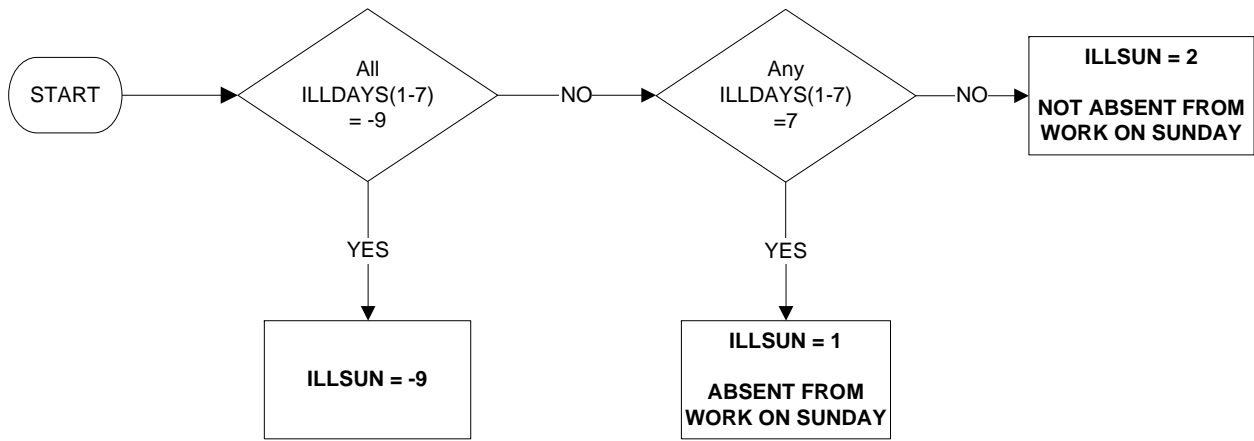 START
All
ILLDAYS(1-7)
= -9
NO
Any
ILLDAYS(1-7)
=7
NO
ILLSUN = 2
NOT ABSENT FROM
WORK ON SUNDAY
YES
YES
ILLSUN = -9
ILLSUN = 1
ABSENT FROM
WORK ON SUNDAY